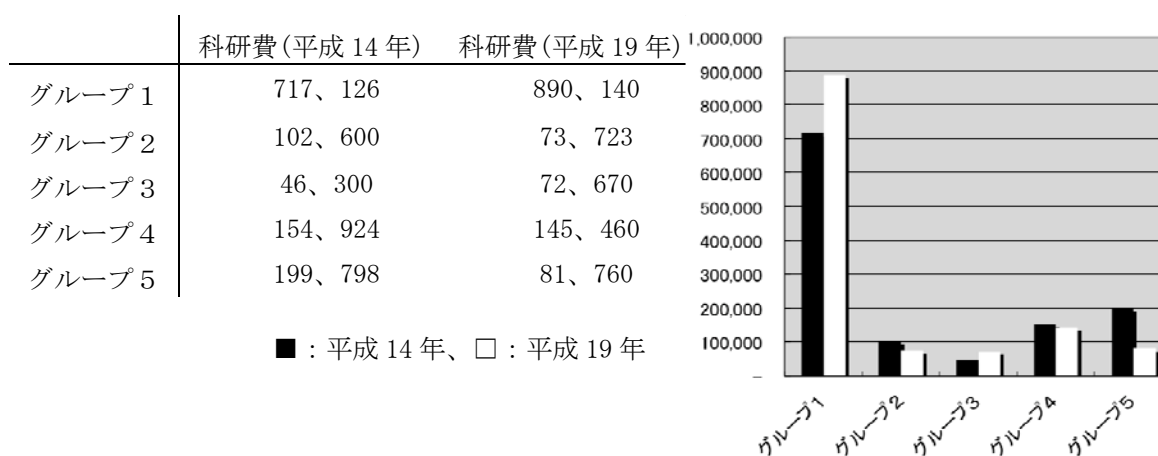 科研費(平成 14 年) 科研費(平成 19 年)
グループ1 717、126 890、140
グループ2 102、600 73、723
グループ3 46、300 72、670
グループ4 154、924 145、460
グループ5 199、798 81、760
■：平成 14 年、□：平成 19 年
1,000,000
900,000
800,000
700,000
600,000
500,000
400,000
300,000
200,000
100,000
–
グループ1 グループ2 グループ3 グループ4 グループ5